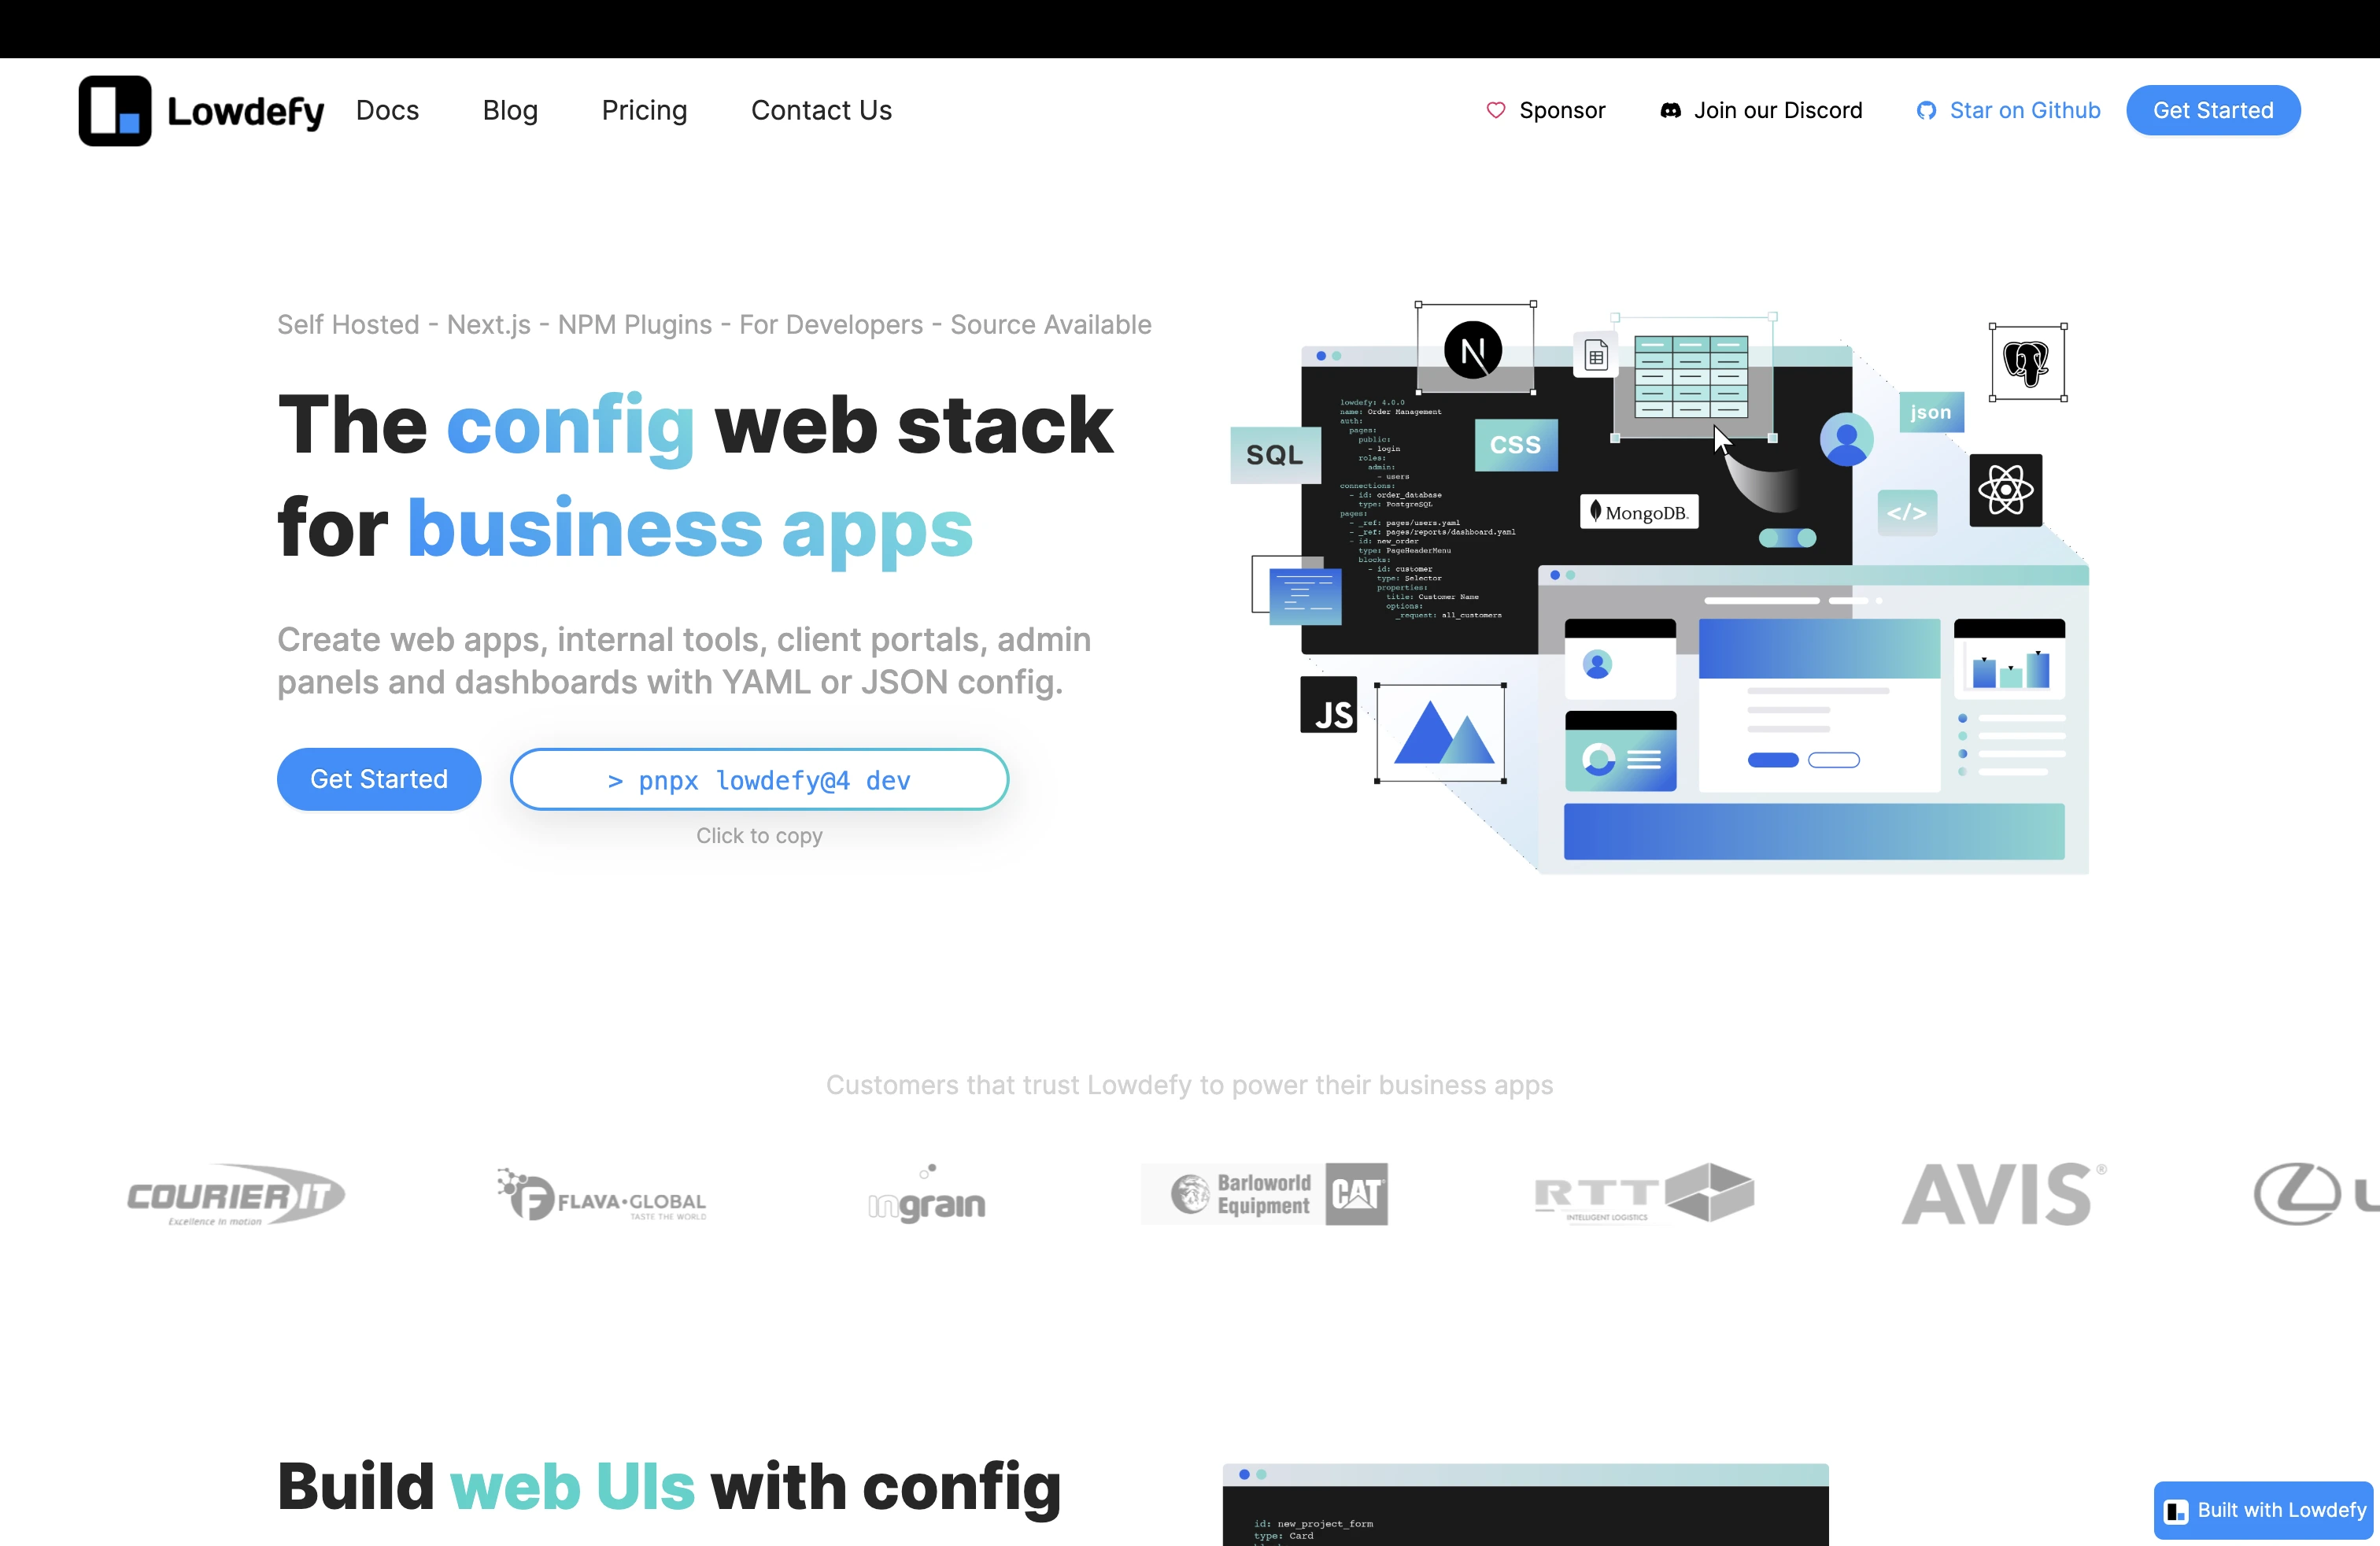 Lowdefy
Docs
Blog
Pricing
Contact Us
Sponsor
Join our Discord
Star on Github
Get Started
Self Hosted - Next.js - NPM Plugins - For Developers - Source Available
The config web stack
for business apps
Create web apps, internal tools, client portals, admin
panels and dashboards with YAML or JSON config.
Get Started
> pnpx lowdefy@4 dev
Click to copy
N
json
SQL
CSS
MongoDB.
</>
JS
lowdefy: 4.0.0
name: Order Management
auth:
pages:
public:
- login
roles:
admin:
- users
connections:
- id: order_database
type: PostgreSQL
pages:
- _ref: pages/users.yaml
- _ref: pages/reports/dashboard.yaml
- id: new_order
type: PageHeaderMenu
blocks:
- id: customer
type: Selector
properties:
title: Customer Name
options:
_request: all_customers
Customers that trust Lowdefy to power their business apps
COURIER IT
Excellence in motion
FLAVA·GLOBAL
TASTE THE WORLD
ingrain
Barloworld
Equipment
CAT
RTT
INTELLIGENT LOGISTICS
AVIS®
Build web UIs with config
id: new_project_form
type: Card
Built with Lowdefy